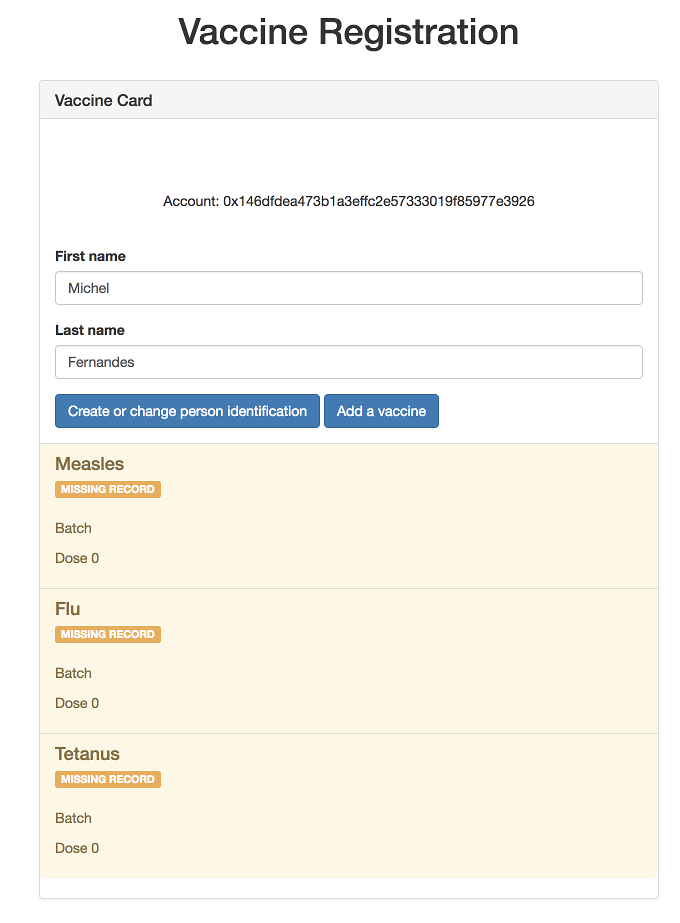 Vaccine Registration
Vaccine Card
Account: 0x146dfdea473b1a3effc2e57333019f85977e3926
First name
Michel
Last name
Fernandes
Create or change person identification Add a vaccine
Measles
MISSING RECORD
Batch
Dose 0
Flu
MISSING RECORD
Batch
Dose 0
Tetanus
MISSING RECORD
Batch
Dose 0